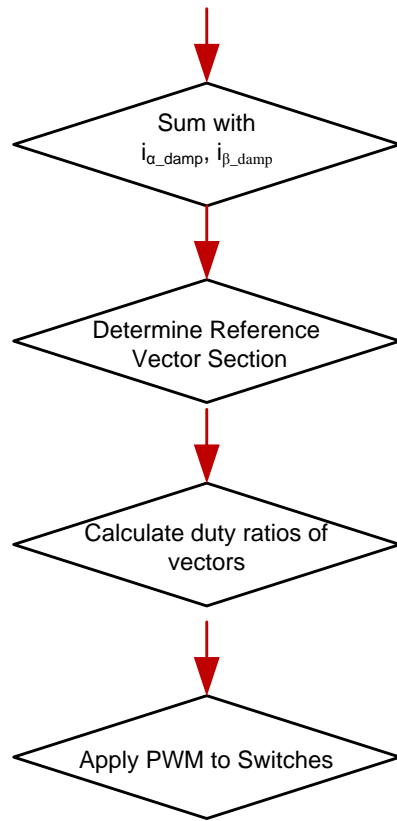 Sum with
iα_damp, iβ_damp
Determine Reference
Vector Section
Calculate duty ratios of
vectors
Apply PWM to Switches